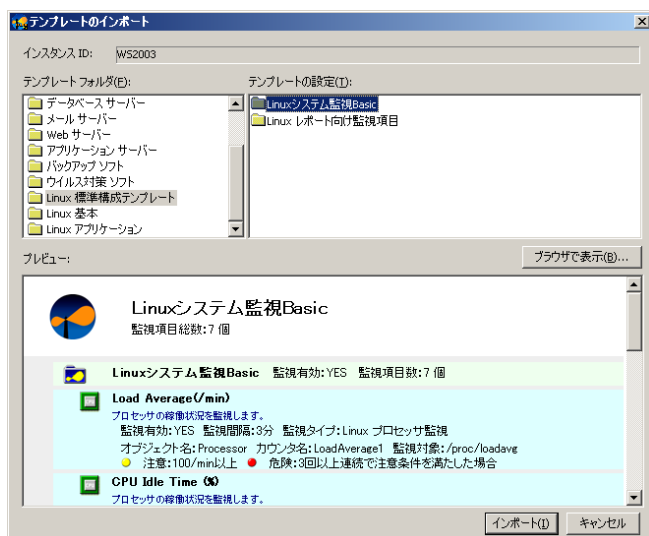 テンプレートのインポート
インスタンス ID: WS2003
テンプレート フォルダ(F):
データベース サーバー
メール サーバー
Web サーバー
アプリケーション サーバー
バックアップ ソフト
ウイルス対策 ソフト
Linux 標準構成テンプレート
Linux 基本
Linux アプリケーション
テンプレートの設定(T):
Linuxシステム監視Basic
Linux レポート向け監視項目
プレビュー:
ブラウザで表示(B)...
Linuxシステム監視Basic
監視項目総数:7 個
Linuxシステム監視Basic 監視有効:YES 監視項目数:7 個
Load Average(/min)
プロセッサの稼働状況を監視します。
監視有効:YES 監視間隔:3分 監視タイプ:Linux プロセッサ監視
オブジェクト名:Processor カウンタ名:LoadAverage1 監視対象:/proc/loadavg
注意:100/min以上 危険:3回以上連続で注意条件を満たした場合
CPU Idle Time (%)
プロセッサの稼働状況を監視します。
インポート(I)
キャンセル